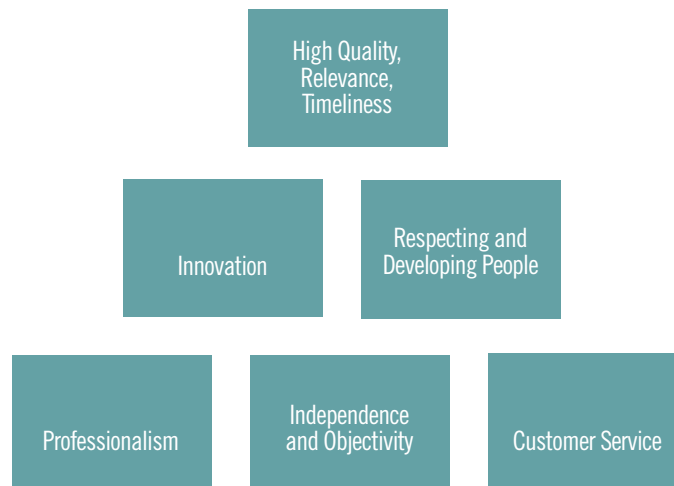 High Quality,
Relevance,
Timeliness
Innovation
Respecting and
Developing People
Professionalism
Independence
and Objectivity
Customer Service